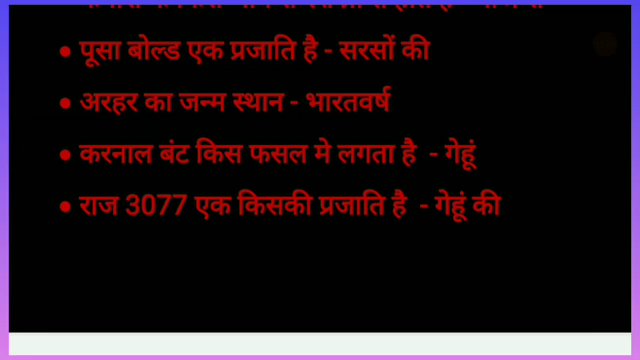 • पूसा बोल्ड एक प्रजाति है - सरसों की
• अरहर का जन्म स्थान - भारतवर्ष
• करनाल बंट किस फसल मे लगता है - गेहूं
• राज 3077 एक किसकी प्रजाति है - गेहूं की